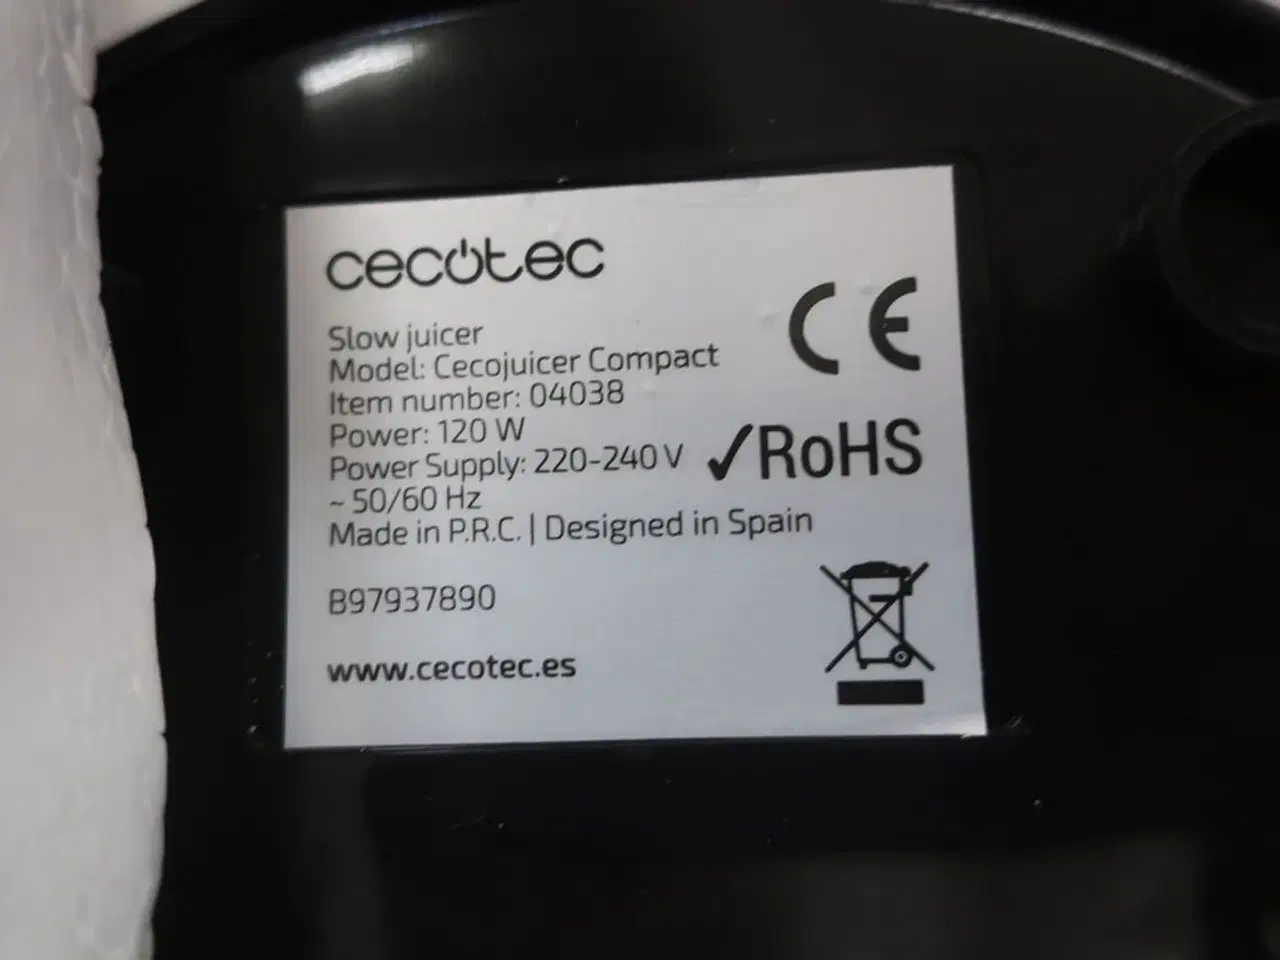 cecotec
Slow juicer
Model: Cecojuicer Compact
Item number: 04038
Power: 120 W
Power Supply: 220-240 V
~ 50/60 Hz
Made in P.R.C. | Designed in Spain
B97937890
www.cecotec.es
CE
✓RoHS